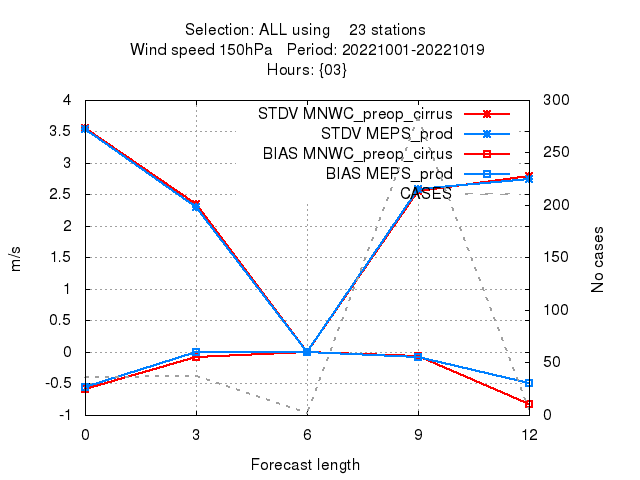 Selection: ALL using 23 stations
Wind speed 150hPa Period: 20221001-20221019
Hours: {03}
STDV MNWC_preop_cirrus
STDV MEPS_prod
BIAS MNWC_preop_cirrus
BIAS MEPS_prod
CASES
4
3.5
3
2.5
2
1.5
1
0.5
0
-0.5
-1
m/s
300
250
200
150
100
50
0
No cases
0 3 6 9 12
Forecast length